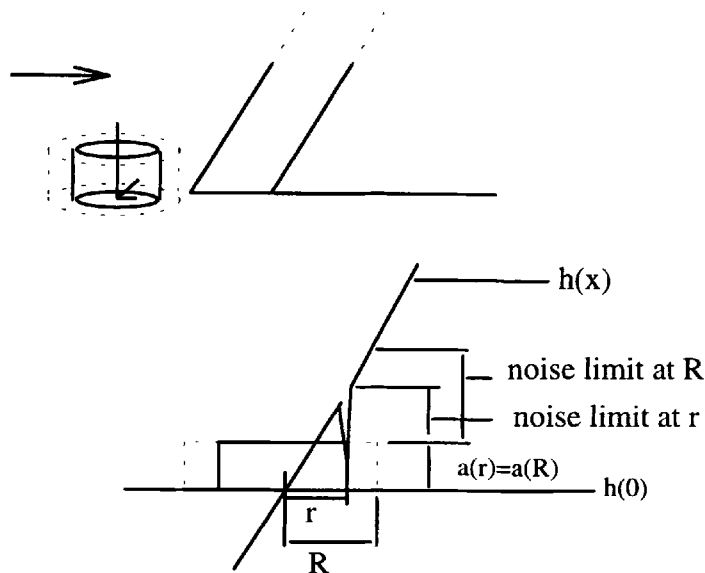 h(x)
noise limit at R
noise limit at r
a(r)=a(R)
h(0)
r
R